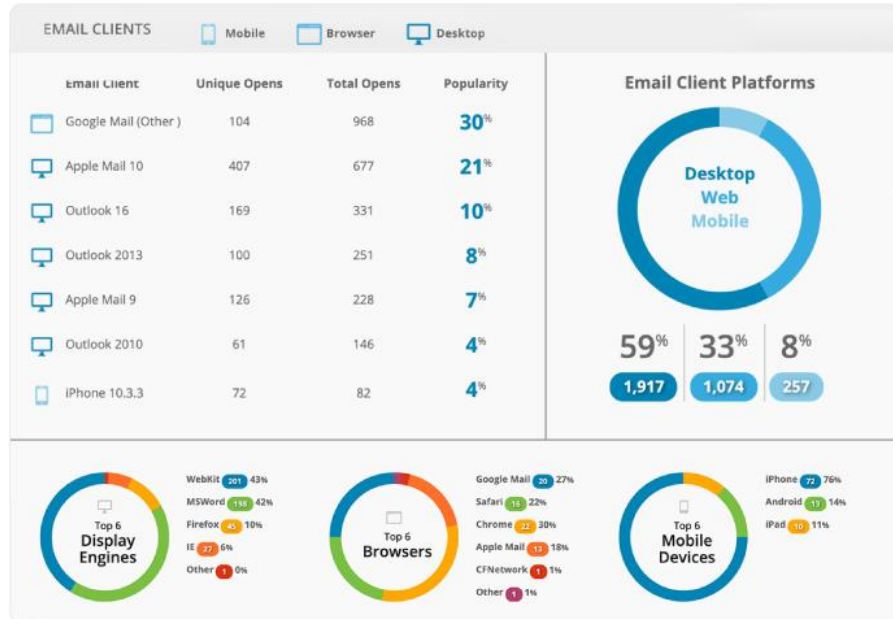 EMAIL CLIENTS Mobile Browser Desktop
Email Client Unique Opens Total Opens Popularity
Google Mail (Other ) 104 968 30%
Apple Mail 10 407 677 21%
Outlook 16 169 331 10%
Outlook 2013 100 251 8%
Apple Mail 9 126 228 7%
Outlook 2010 61 146 4%
iPhone 10.3.3 72 82 4%
Email Client Platforms
Desktop
Web
Mobile
59% 33% 8%
1,917 1,074 257
Top 6
Display
Engines
WebKit 201 43%
MSWord 198 42%
Firefox 45 10%
IE 27 6%
Other 1 0%
Top 6
Browsers
Google Mail 20 27%
Safari 16 22%
Chrome 22 30%
Apple Mail 13 18%
CFNetwork 1 1%
Other 1 1%
Top 6
Mobile
Devices
iPhone 72 76%
Android 13 14%
iPad 10 11%